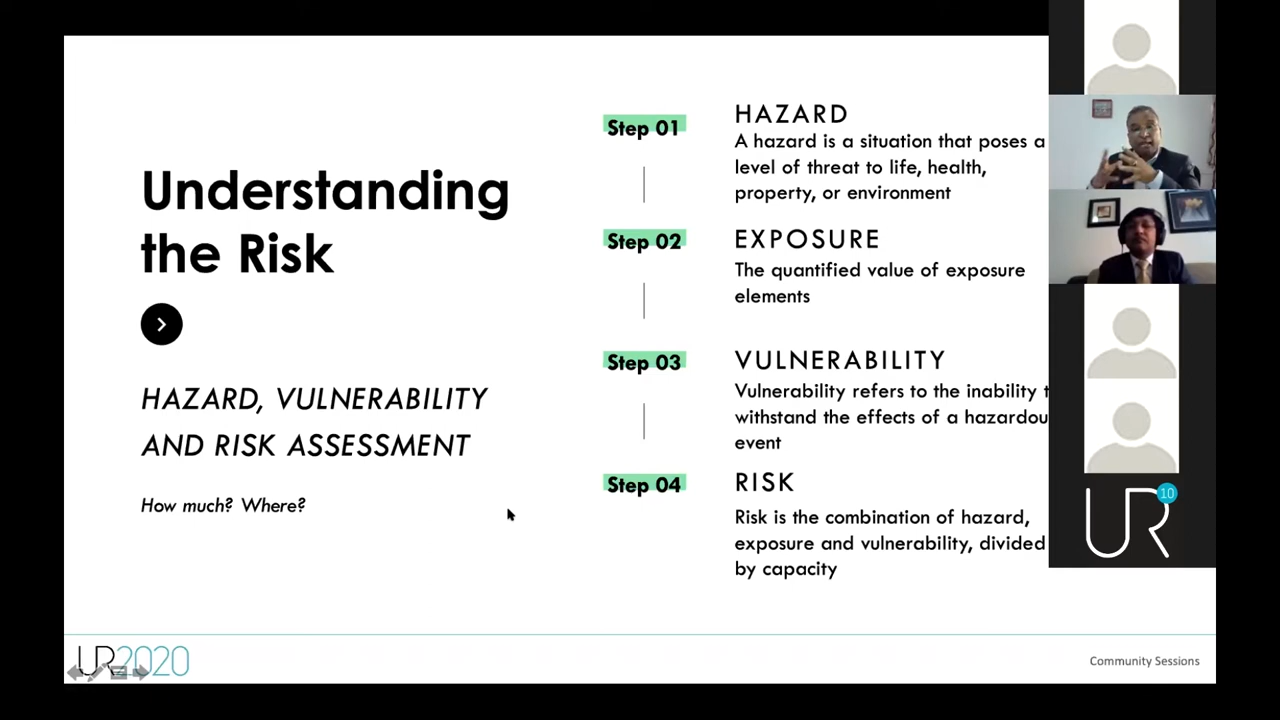 Understanding
the Risk
HAZARD, VULNERABILITY
AND RISK ASSESSMENT
How much? Where?
Step 01
HAZARD
A hazard is a situation that poses a
level of threat to life, health,
property, or environment
Step 02
EXPOSURE
The quantified value of exposure
elements
Step 03
VULNERABILITY
Vulnerability refers to the inability
withstand the effects of a
event
Step 04
RISK
Risk is the combination of hazard,
exposure and vulnerability, divided
by capacity
UR 10
UR2020
Community Sessions